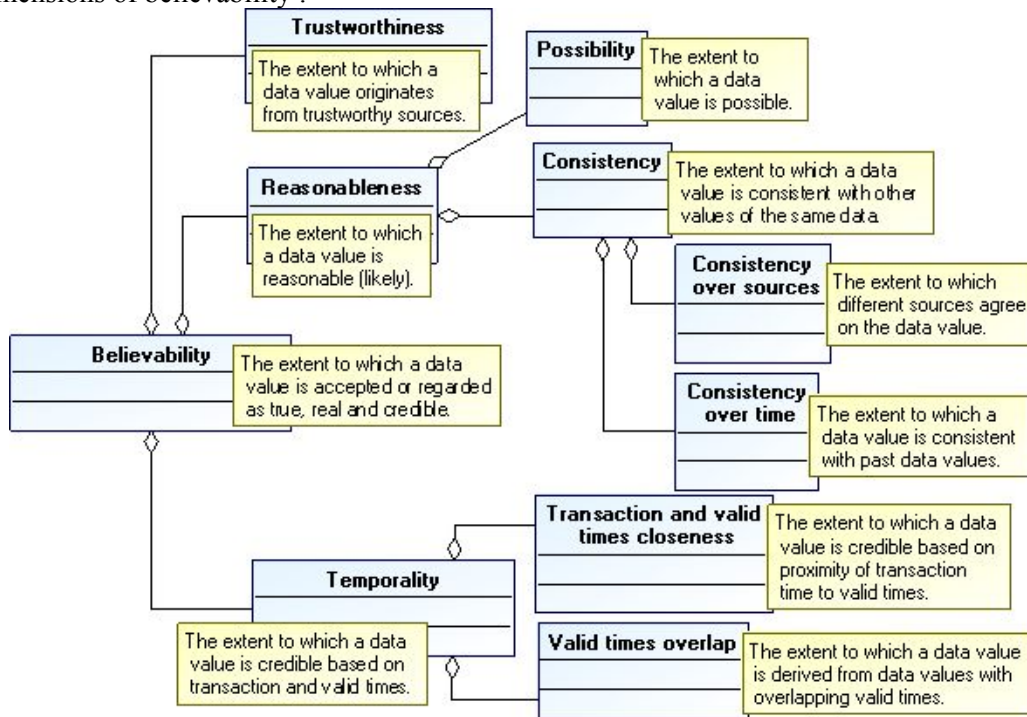 dimensions of believability .
Trustworthiness
The extent to which a
data value originates
from trustworthy sources.
Possibility
The extent to
which a data
value is possible.
Reasonableness
The extent to which
a data value is
reasonable (likely).
Consistency
The extent to which a data
value is consistent with other
values of the same data.
Consistency
over sources
The extent to which
different sources agree
on the data value.
Believability
The extent to which a data
value is accepted or regarded
as true, real and credible.
Consistency
over time
The extent to which a
data value is consistent
with past data values.
Transaction and valid
times closeness
The extent to which a data
value is credible based on
proximity of transaction
time to valid times.
Temporality
The extent to which a data
value is credible based on
transaction and valid times.
Valid times overlap
The extent to which a data value
is derived from data values with
overlapping valid times.